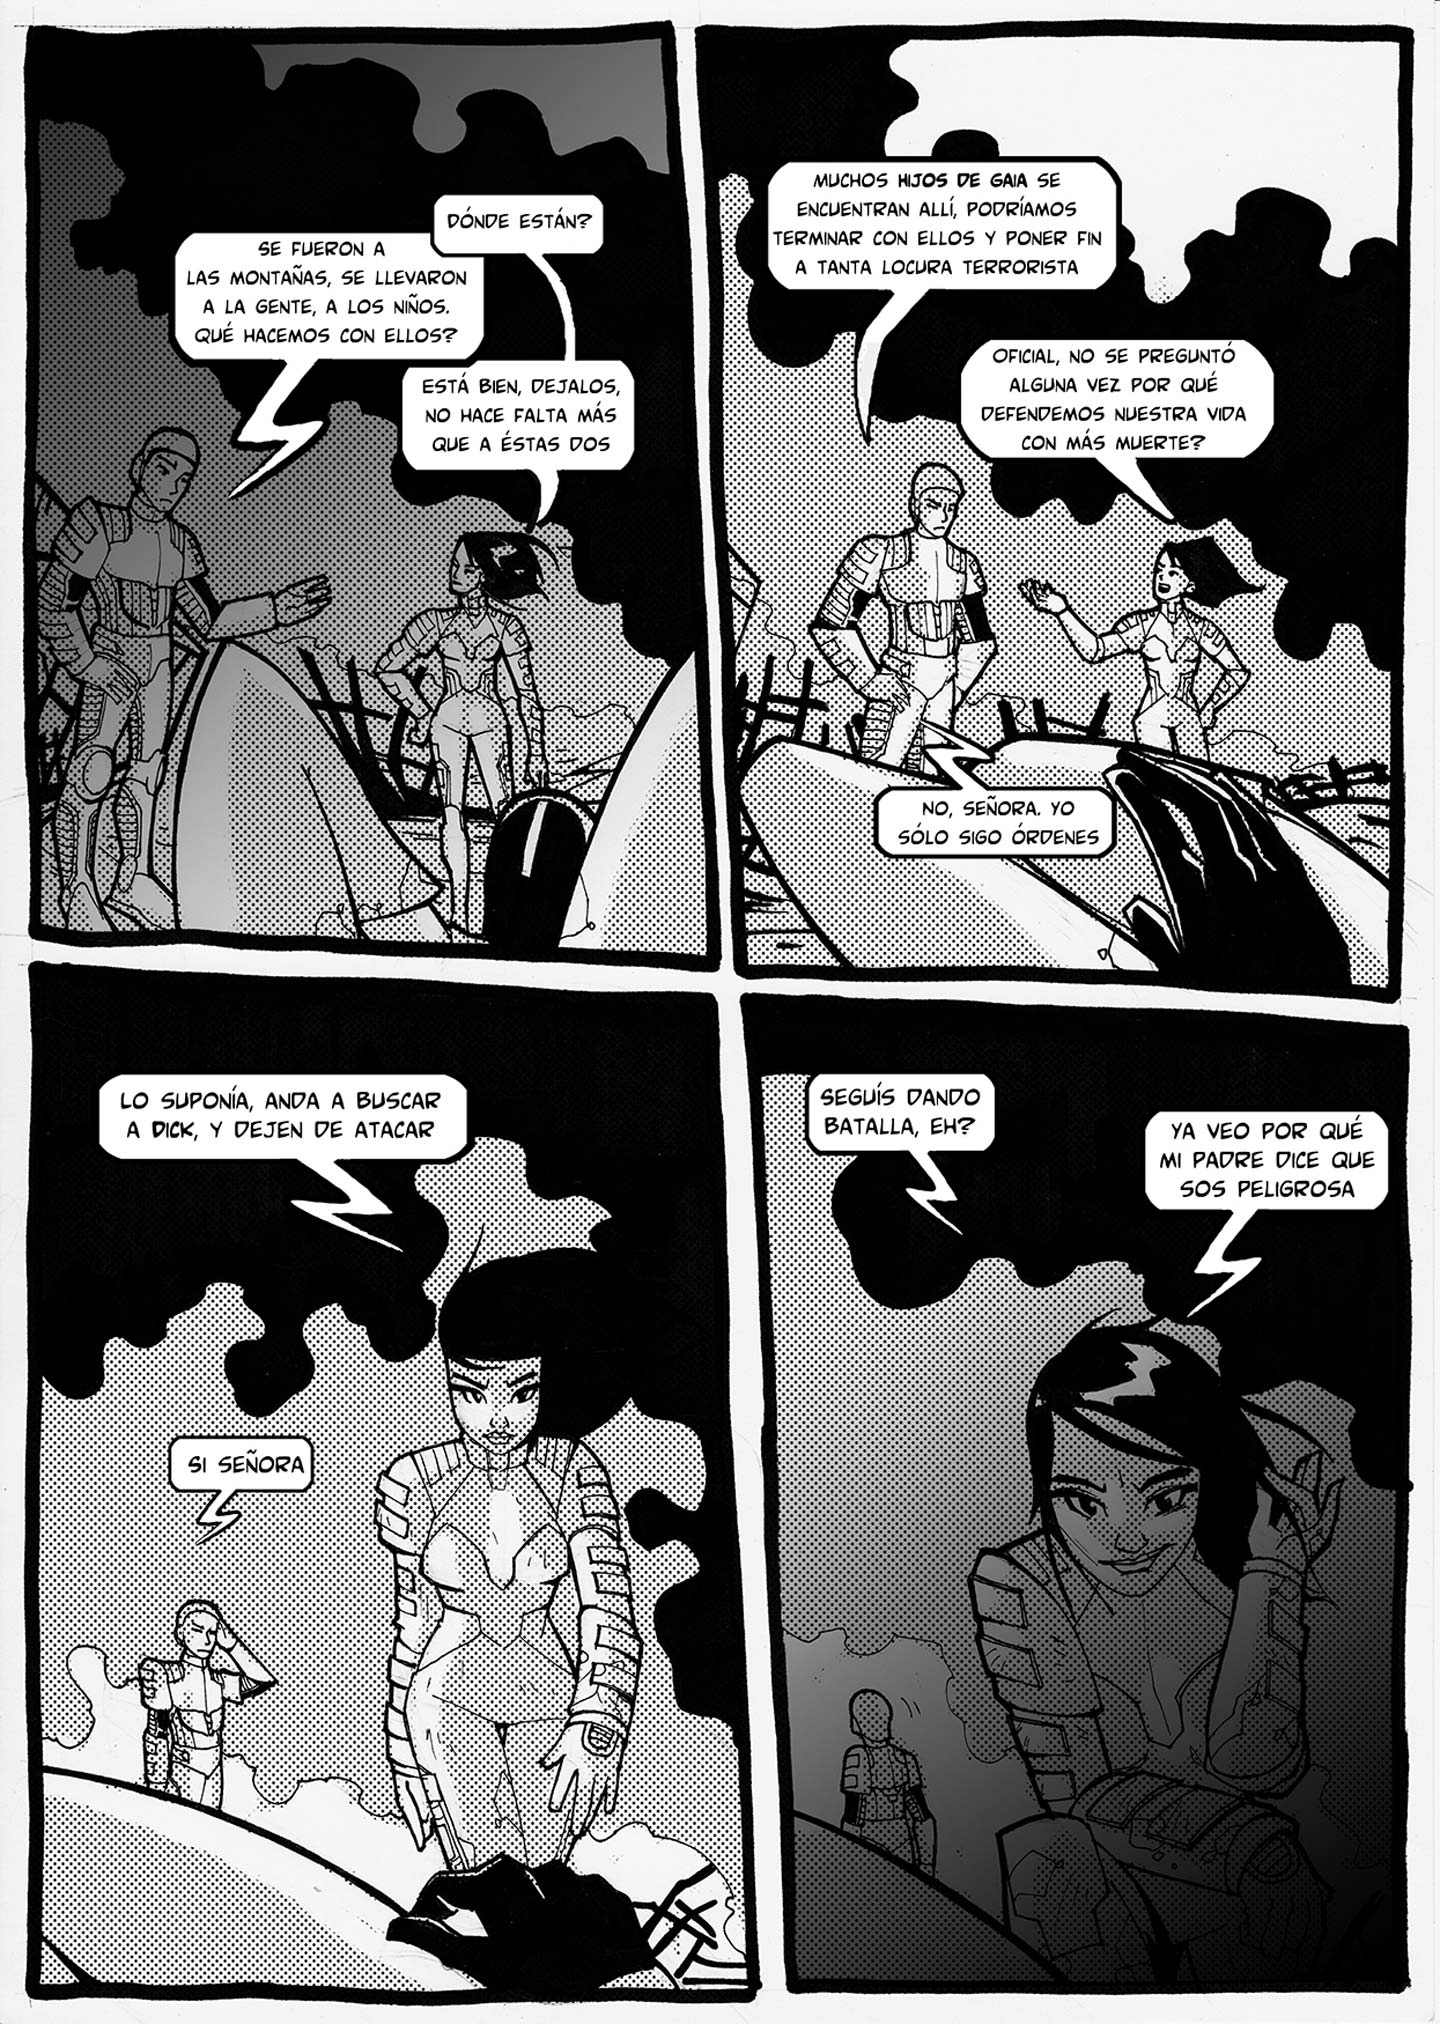 DÓNDE ESTÁN?
SE FUERON A
LAS MONTAÑAS, SE LLEVARON
A LA GENTE, A LOS NIÑOS.
QUÉ HACEMOS CON ELLOS?
ESTÁ BIEN, DEJALOS,
NO HACE FALTA MÁS
QUE A ÉSTAS DOS
MUCHOS HIJOS DE GAIA SE
ENCUENTRAN ALLÍ, PODRÍAMOS
TERMINAR CON ELLOS Y PONER FIN
A TANTA LOCURA TERRORISTA
OFICIAL, NO SE PREGUNTÓ
ALGUNA VEZ POR QUÉ
DEFENDEMOS NUESTRA VIDA
CON MÁS MUERTE?
NO, SEÑORA. YO
SÓLO SIGO ÓRDENES
LO SUPONÍA, ANDA A BUSCAR
A DICK, Y DEJEN DE ATACAR
SI SEÑORA
SEGUÍS DANDO
BATALLA, EH?
YA VEO POR QUÉ
MI PADRE DICE QUE
SOS PELIGROSA